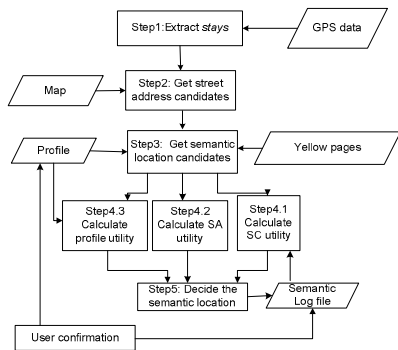 Step1:Extract stays
GPS data
Map
Step2: Get street
address candidates
Profile
Step3: Get semantic
location candidates
Yellow pages
Step4.3
Calculate
profile utility
Step4.2
Calculate SA
utility
Step4.1
Calculate
SC utility
Step5: Decide the
semantic location
Semantic
Log file
User confirmation